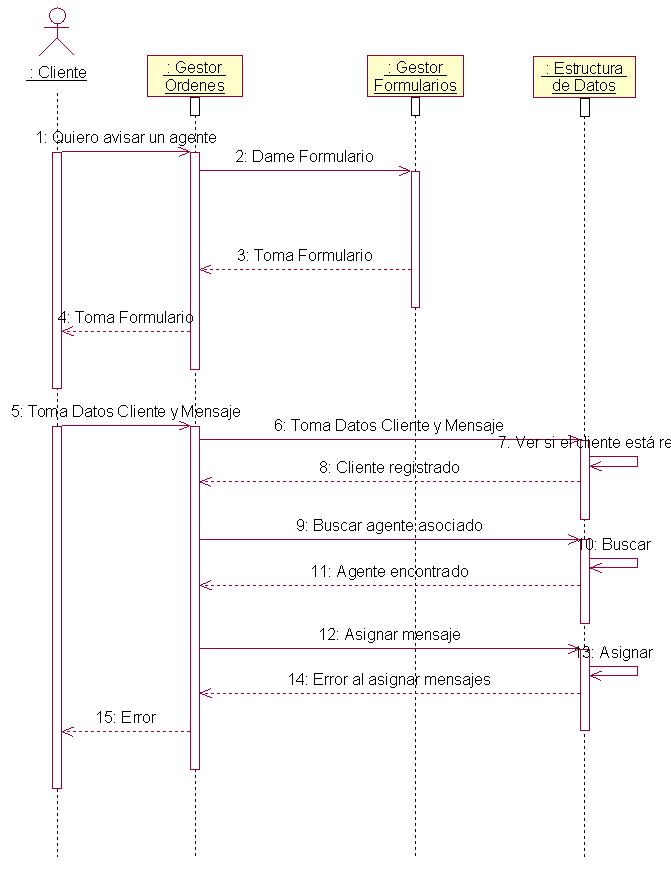 : Cliente
: Gestor
Ordenes
: Gestor
Formularios
: Estructura
de Datos
1: Quiero avisar un agente
2: Dame Formulario
3: Toma Formulario
4: Toma Formulario
5: Toma Datos Cliente y Mensaje
6: Toma Datos Cliente y Mensaje
7: Ver si el cliente está re
8: Cliente registrado
9: Buscar agente asociado
10: Buscar
11: Agente encontrado
12: Asignar mensaje
13: Asignar
14: Error al asignar mensajes
15: Error